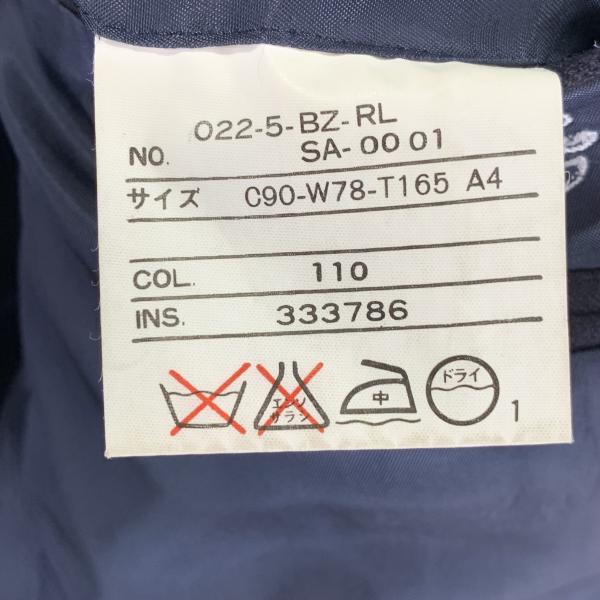 022-5-BZ-RL
NO. SA-00 01
サイズ C90-W78-T165 A4
COL. 110
INS. 333786
エンソ
サラシ
中
ドライ
1